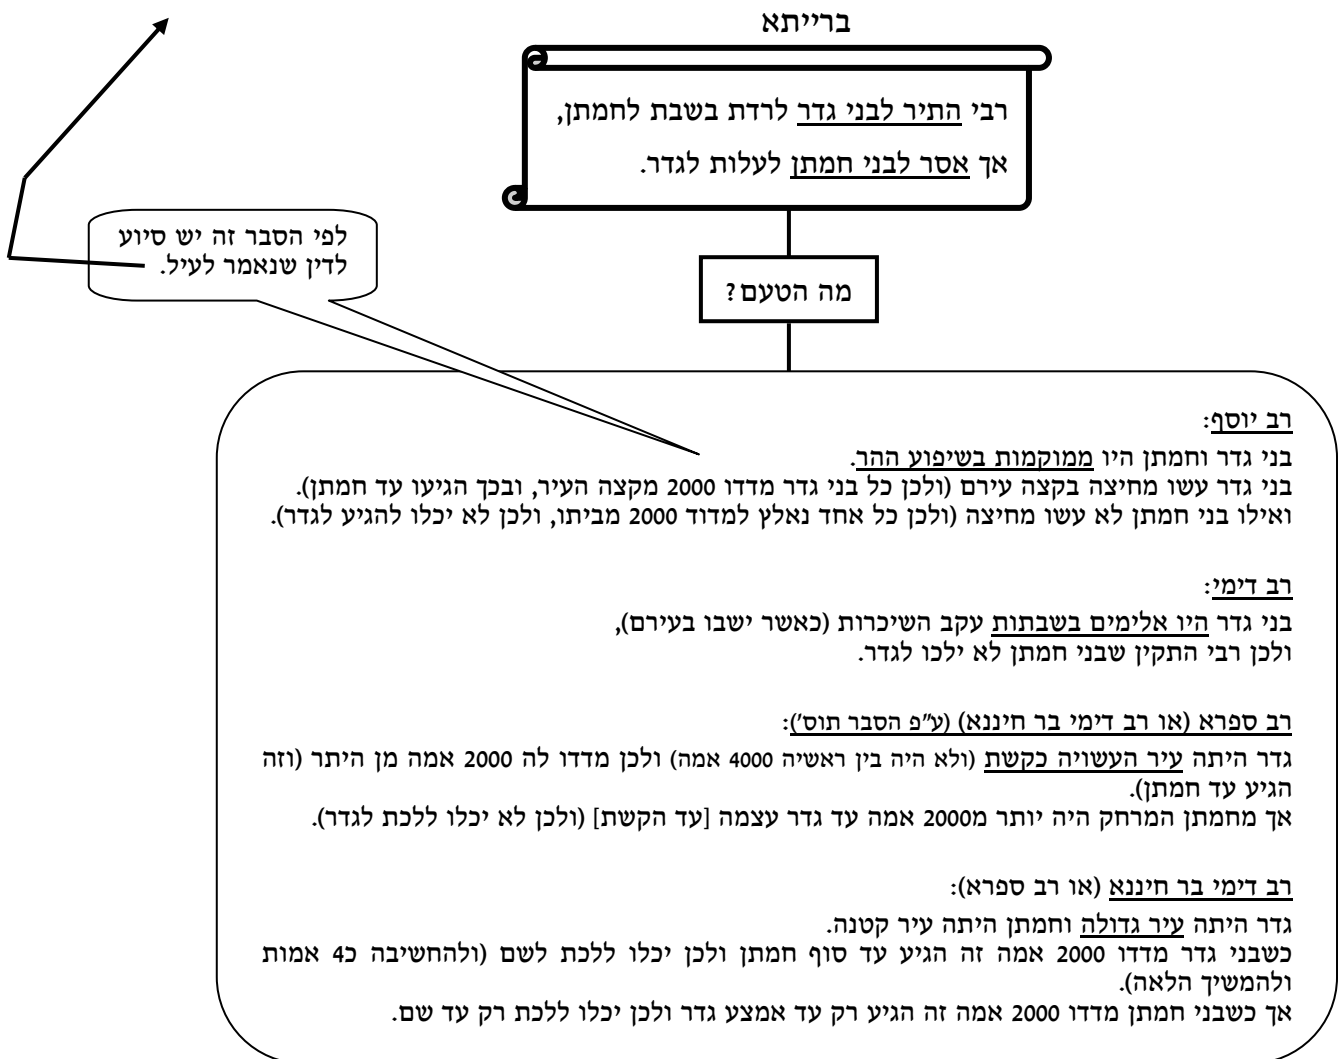 ברייתא
רבי התיר לבני גדר לרדת בשבת לחמתן,
אך אסר לבני חמתן לעלות לגדר.
לפי הסבר זה יש סיוע
לדין שנאמר לעיל.
מה הטעם?
רב יוסף:
בני גדר וחמתן היו ממוקמות בשיפוע ההר.
בני גדר עשו מחיצה בקצה עירם (ולכן כל בני גדר מדדו 2000 מקצה העיר, ובכך הגיעו עד חמתן).
ואילו בני חמתן לא עשו מחיצה (ולכן כל אחד נאלץ למדוד 2000 מביתו, ולכן לא יכלו להגיע לגדר).
רב דימי:
בני גדר היו אלימים בשבתות עקב השיכרות (כאשר ישבו בעירם),
ולכן רבי התקין שבני חמתן לא ילכו לגדר.
רב ספרא (או רב דימי בר חיננא) (ע"פ הסבר תוס'):
גדר היתה עיר העשויה כקשת (ולא היה בין ראשיה 4000 אמה) ולכן מדדו לה 2000 אמה מן היתר (וזה
הגיע עד חמתן).
אך מחמתן המרחק היה יותר מ2000 אמה עד גדר עצמה [עד הקשת] (ולכן לא יכלו ללכת לגדר).
רב דימי בר חיננא (או רב ספרא):
גדר היתה עיר גדולה וחמתן היתה עיר קטנה.
כשבני גדר מדדו 2000 אמה זה הגיע עד סוף חמתן ולכן יכלו ללכת לשם (ולהחשיבה כ4 אמות
ולהמשיך הלאה).
אך כשבני חמתן מדדו 2000 אמה זה הגיע רק עד אמצע גדר ולכן יכלו ללכת רק עד שם.